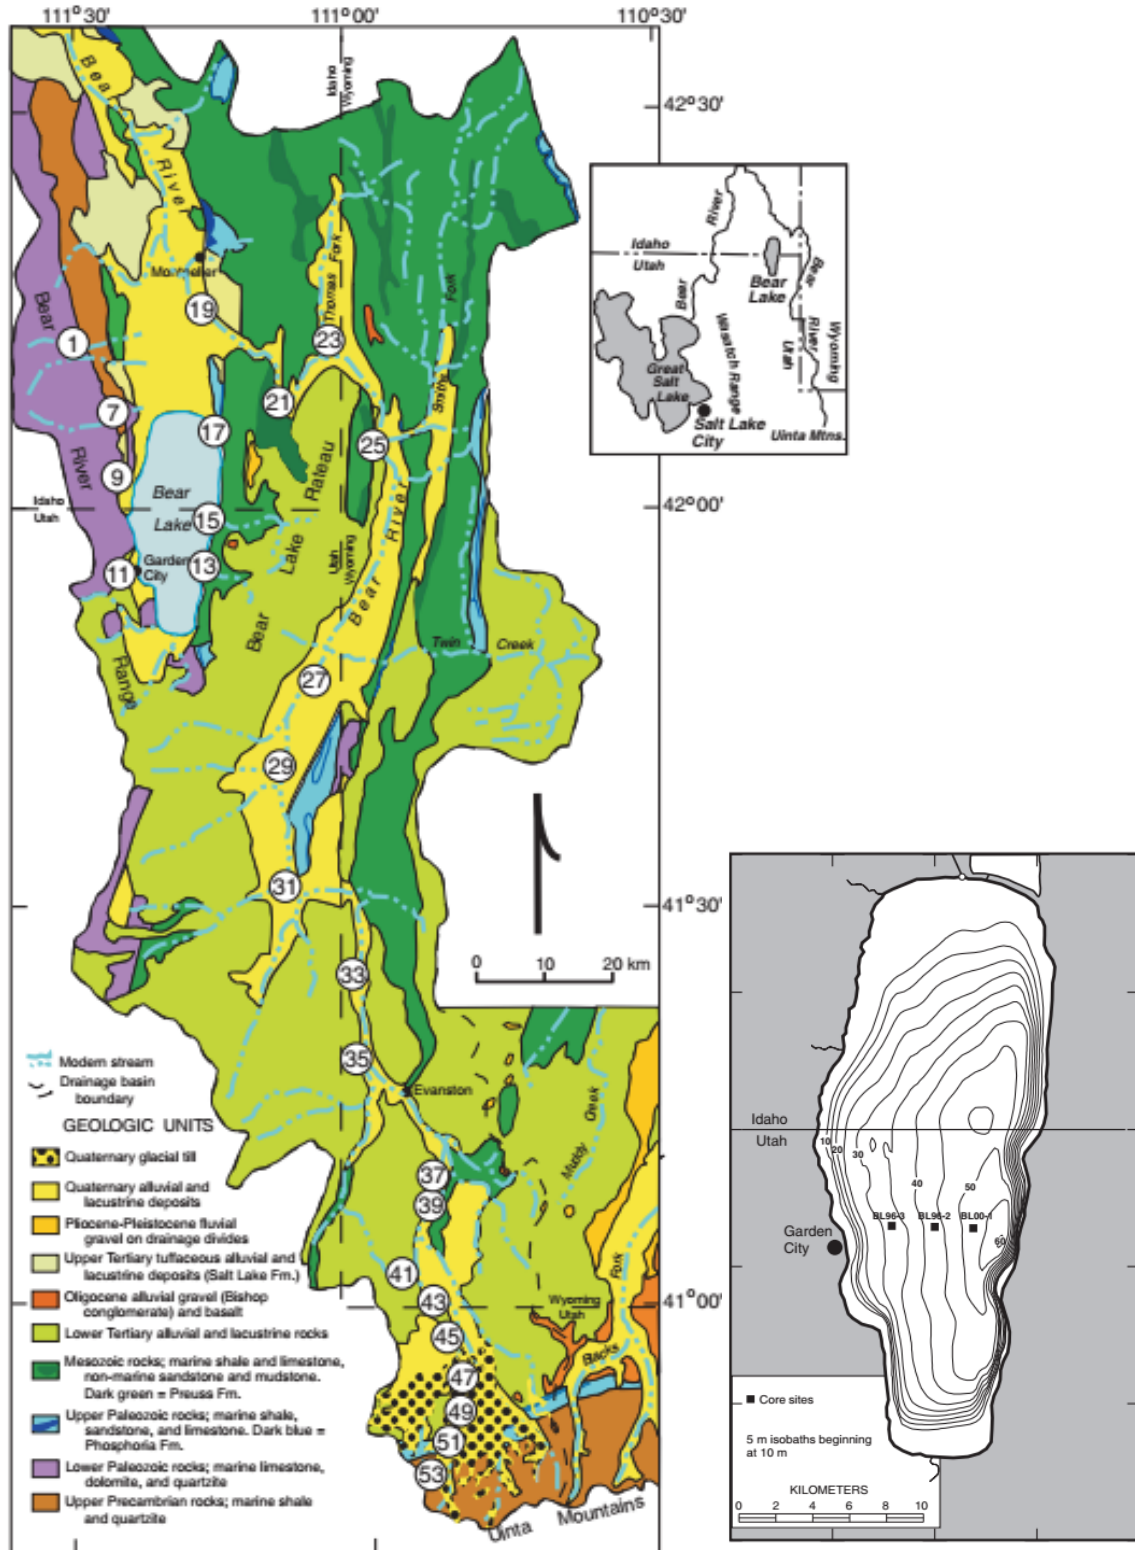 111°30'
111°00'
110°30'
Bear
River
Idaho
Wyoming
42°30'
Montpelier
Thomas Fork
Smiths Fork
Bear
River
Range
1
7
9
11
13
15
17
19
21
23
25
27
29
31
33
35
37
39
41
43
45
47
49
51
53
Idaho
Utah
Bear
Lake
Garden
City
Bear Lake Rateau
Utah
Wyoming
Bear River
42°00'
Twin Creek
41°30'
0 10 20 km
Evanston
Muddy Creek
41°00'
Wyoming
Utah
Blacks Fork
Uinta Mountains
Modern stream
Drainage basin
boundary
GEOLOGIC UNITS
Quaternary glacial till
Quaternary alluvial and
lacustrine deposits
Pliocene-Pleistocene fluvial
gravel on drainage divides
Upper Tertiary tuffaceous alluvial and
lacustrine deposits (Salt Lake Fm.)
Oligocene alluvial gravel (Bishop
conglomerate) and basalt
Lower Tertiary alluvial and lacustrine rocks
Mesozoic rocks; marine shale and limestone,
non-marine sandstone and mudstone.
Dark green = Preuss Fm.
Upper Paleozoic rocks; marine shale,
sandstone, and limestone. Dark blue =
Phosphoria Fm.
Lower Paleozoic rocks; marine limestone,
dolomite, and quartzite
Upper Precambrian rocks; marine shale
and quartzite
Idaho
Utah
Bear
River
Bear
Lake
Bear
River
Utah
Wyoming
Wasatch Range
Great
Salt
Lake
Salt Lake
City
Uinta Mtns.
Idaho
Utah
10
20
30
40
50
60
BL96-3
BL96-2
BL00-1
Garden
City
Core sites
5 m isobaths beginning
at 10 m
KILOMETERS
0 2 4 6 8 10